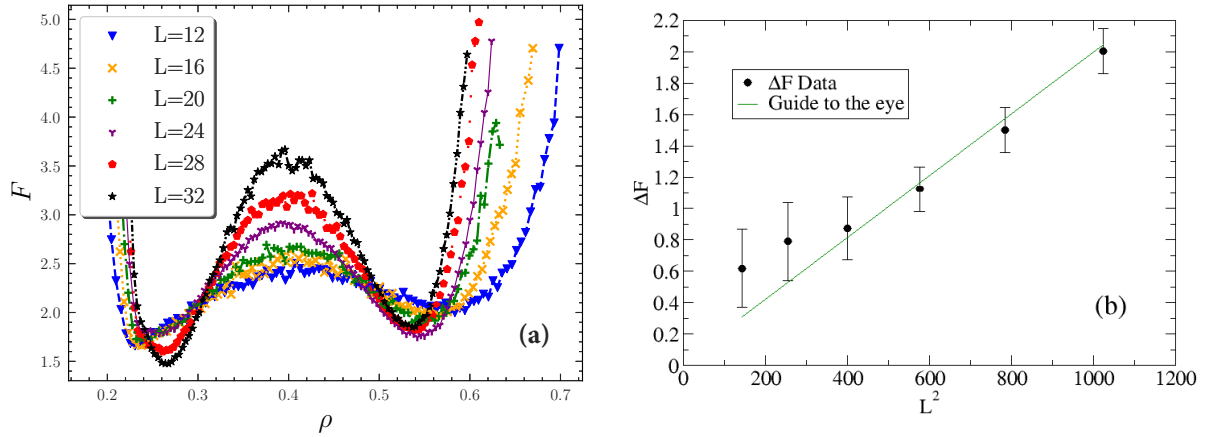 5.0
4.5
4.0
3.5
3.0
2.5
2.0
1.5
F
L=12
L=16
L=20
L=24
L=28
L=32
(a)
0.2 0.3 0.4 0.5 0.6 0.7
ρ
2.2
2
1.8
1.6
1.4
1.2
1
0.8
0.6
0.4
0.2
0
ΔF
ΔF Data
Guide to the eye
(b)
0 200 400 600 800 1000 1200
L²